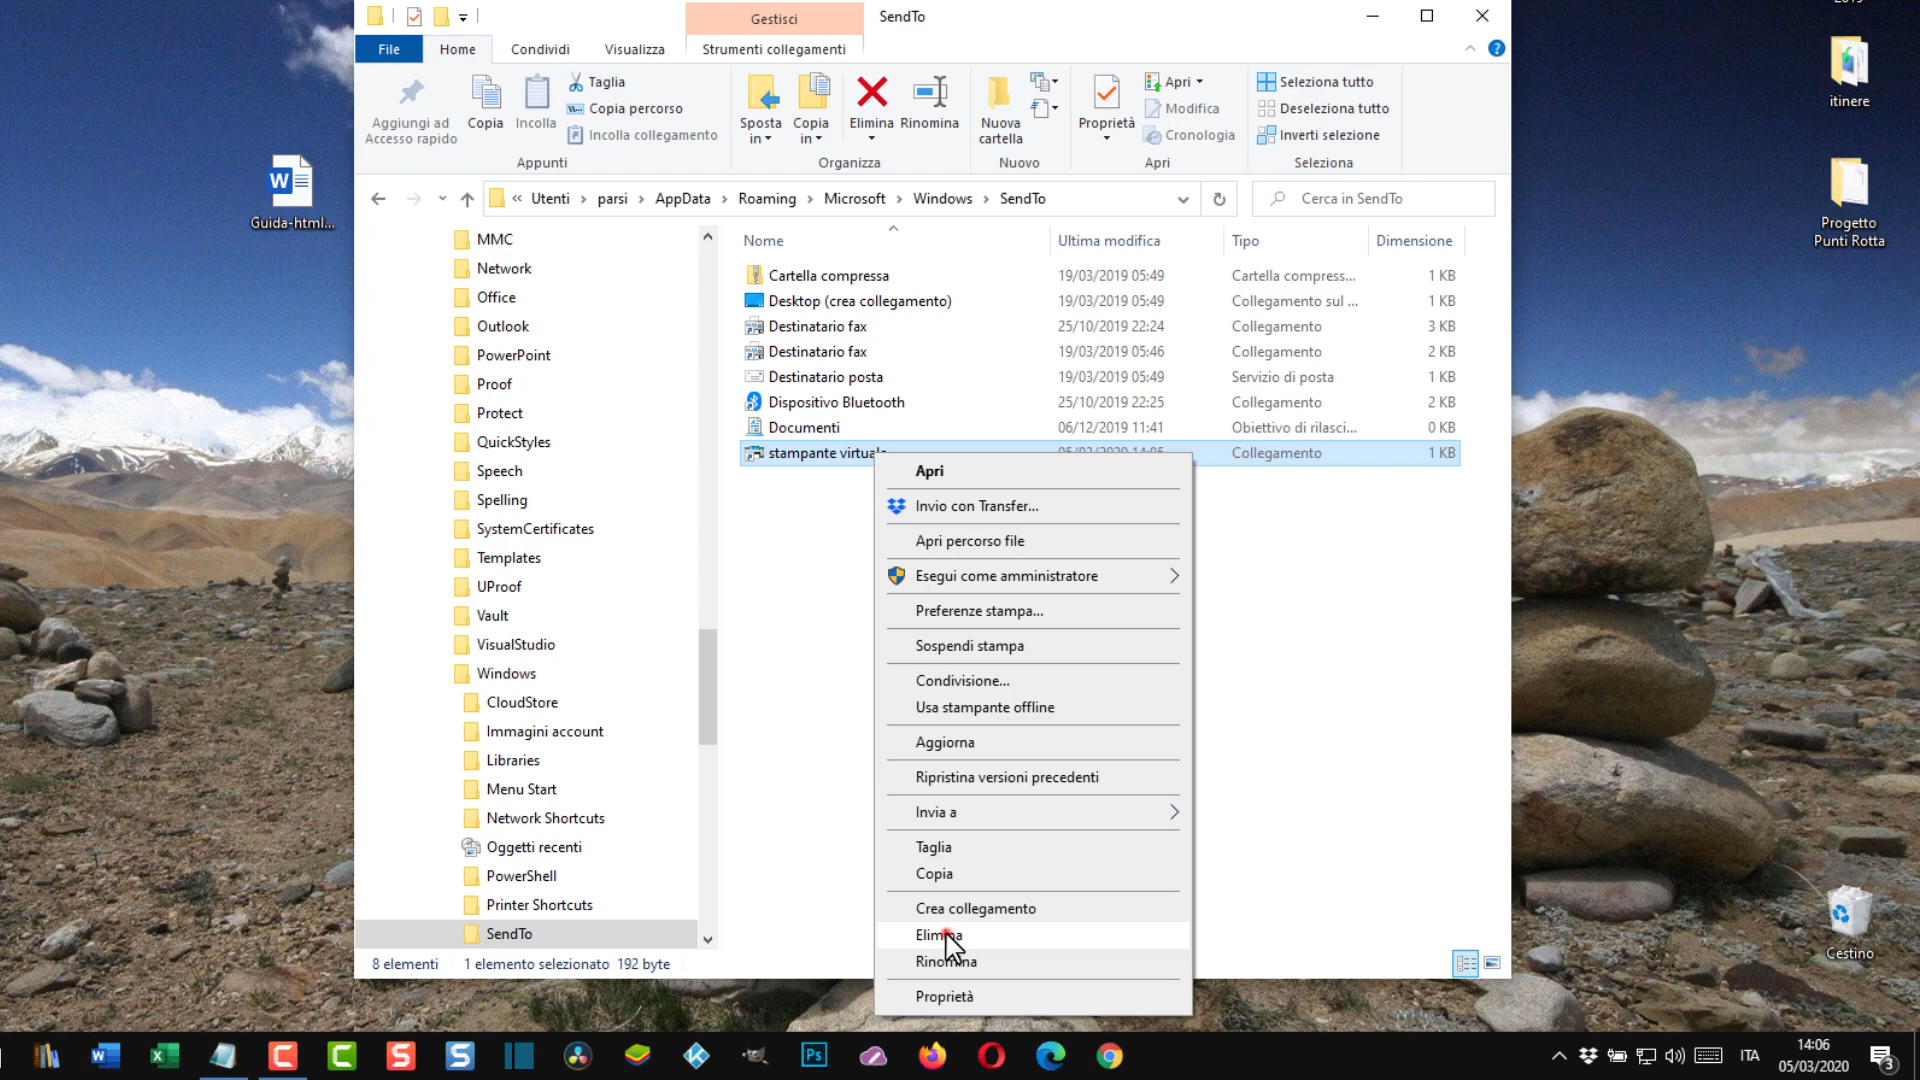 Gestisci
SendTo
File
Home
Condividi
Visualizza
Strumenti collegamenti
Aggiungi ad
Accesso rapido
Copia
Incolla
Taglia
Copia percorso
Incolla collegamento
Appunti
Sposta
in
Copia
in
Elimina
Rinomina
Organizza
Nuova
cartella
Nuovo
Proprietà
Apri
Modifica
Cronologia
Apri
Seleziona tutto
Deseleziona tutto
Inverti selezione
Seleziona
« Utenti > parsi > AppData > Roaming > Microsoft > Windows > SendTo
Cerca in SendTo
MMC
Network
Office
Outlook
PowerPoint
Proof
Protect
QuickStyles
Speech
Spelling
SystemCertificates
Templates
UProof
Vault
VisualStudio
Windows
CloudStore
Immagini account
Libraries
Menu Start
Network Shortcuts
Oggetti recenti
PowerShell
Printer Shortcuts
SendTo
Nome Ultima modifica Tipo Dimensione
Cartella compressa 19/03/2019 05:49 Cartella compress... 1 KB
Desktop (crea collegamento) 19/03/2019 05:49 Collegamento sul ... 1 KB
Destinatario fax 25/10/2019 22:24 Collegamento 3 KB
Destinatario fax 19/03/2019 05:46 Collegamento 2 KB
Destinatario posta 19/03/2019 05:49 Servizio di posta 1 KB
Dispositivo Bluetooth 25/10/2019 22:25 Collegamento 2 KB
Documenti 06/12/2019 11:41 Obiettivo di rilasci... 0 KB
stampante Collegamento 1 KB
Apri
Invio con Transfer...
Apri percorso file
Esegui come amministratore
Preferenze stampa...
Sospendi stampa
Condivisione...
Usa stampante offline
Aggiorna
Ripristina versioni precedenti
Invia a
Taglia
Copia
Crea collegamento
Elimina
Rinomina
Proprietà
8 elementi
1 elemento selezionato 192 byte
Guida-html...
itinere
Progetto
Punti Rotta
Cestino
Ps
ITA
14:06
05/03/2020
3